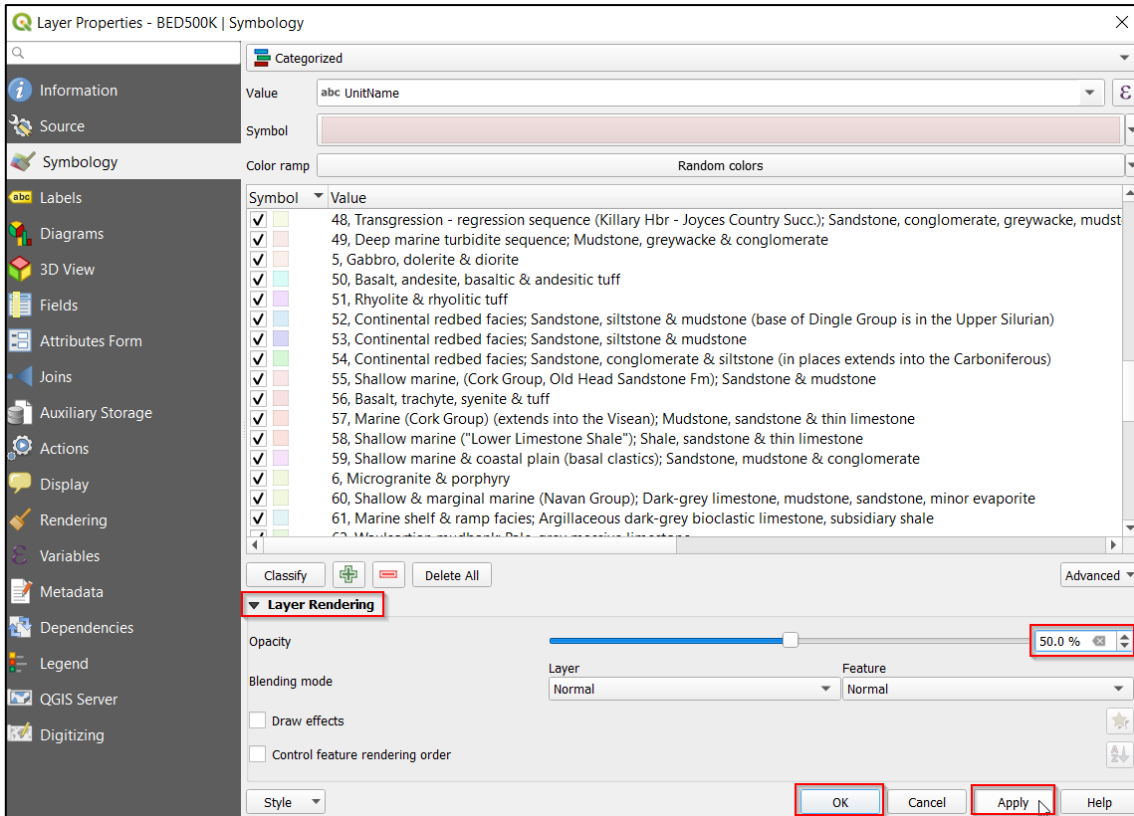 Layer Properties - BED500K | Symbology
Information
Source
Symbology
abc Labels
Diagrams
3D View
Fields
Attributes Form
Joins
Auxiliary Storage
Actions
Display
Rendering
Variables
Metadata
Dependencies
Legend
QGIS Server
Digitizing
Categorized
Value abc UnitName ε
Symbol
Color ramp Random colors
Symbol Value
48, Transgression - regression sequence (Killary Hbr - Joyces Country Succ.); Sandstone, conglomerate, greywacke, mudst
49, Deep marine turbidite sequence; Mudstone, greywacke & conglomerate
5, Gabbro, dolerite & diorite
50, Basalt, andesite, basaltic & andesitic tuff
51, Rhyolite & rhyolitic tuff
52, Continental redbed facies; Sandstone, siltstone & mudstone (base of Dingle Group is in the Upper Silurian)
53, Continental redbed facies; Sandstone, siltstone & mudstone
54, Continental redbed facies; Sandstone, conglomerate & siltstone (in places extends into the Carboniferous)
55, Shallow marine, (Cork Group, Old Head Sandstone Fm); Sandstone & mudstone
56, Basalt, trachyte, syenite & tuff
57, Marine (Cork Group) (extends into the Visean); Mudstone, sandstone & thin limestone
58, Shallow marine ("Lower Limestone Shale"); Shale, sandstone & thin limestone
59, Shallow marine & coastal plain (basal clastics); Sandstone, mudstone & conglomerate
6, Microgranite & porphyry
60, Shallow & marginal marine (Navan Group); Dark-grey limestone, mudstone, sandstone, minor evaporite
61, Marine shelf & ramp facies; Argillaceous dark-grey bioclastic limestone, subsidiary shale
Classify Delete All Advanced
Layer Rendering
Opacity 50.0 %
Layer Feature
Blending mode Normal Normal
Draw effects
Control feature rendering order
Style OK Cancel Apply Help